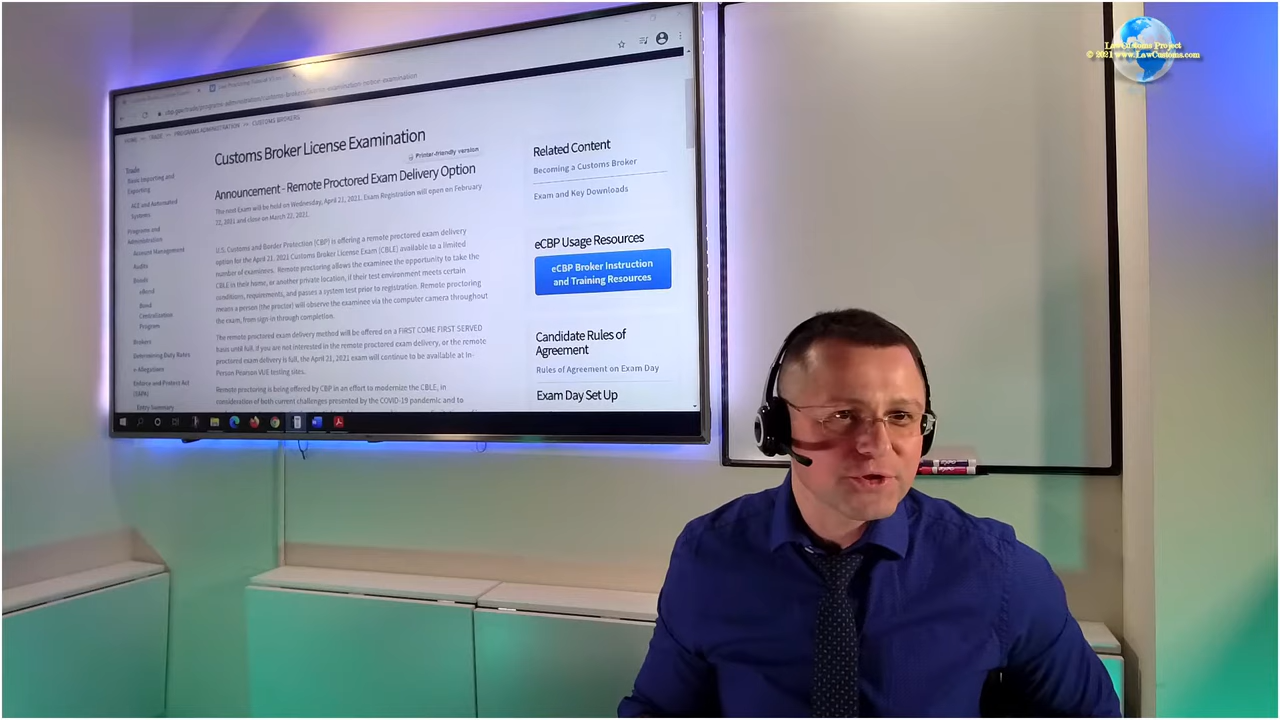 LawCustoms Project
© 2021 www.LawCustoms.com
HOME
TRADE
PROGRAMS ADMINISTRATION
CUSTOMS BROKERS
Customs Broker License Examination
Printer-friendly version
Announcement - Remote Proctored Exam Delivery Option
The next Exam will be held on Wednesday, April 21, 2021. Exam Registration will open on February
22, 2021 and close on March 22, 2021.
U.S. Customs and Border Protection (CBP) is offering a remote proctored exam delivery
option for the April 21, 2021 Customs Broker License Exam (CBLE) available to a limited
number of examinees. Remote proctoring allows the examinee the opportunity to take the
CBLE in their home, or another private location, if their test environment meets certain
conditions, requirements, and passes a system test prior to registration. Remote proctoring
means a person (the proctor) will observe the examinee via the computer camera throughout
the exam, from sign-in through completion.
The remote proctored exam delivery method will be offered on a FIRST COME FIRST SERVED
basis until full. If you are not interested in the remote proctored exam delivery, or the remote
proctored exam delivery is full, the April 21, 2021 exam will continue to be available at In-
Person Pearson VUE testing sites.
Remote proctoring is being offered by CBP in an effort to modernize the CBLE, in
consideration of both current challenges presented by the COVID-19 pandemic and to
Trade
Basic Importing and
Exporting
ACE and Automated
Systems
Programs and
Administration
Account Management
Audits
Bonds
eBond
Bond
Centralization
Program
Brokers
Determining Duty Rates
e-Allegations
Enforce and Protect Act
(EAPA)
Entry Summary
Related Content
Becoming a Customs Broker
Exam and Key Downloads
eCBP Usage Resources
eCBP Broker Instruction
and Training Resources
Candidate Rules of
Agreement
Rules of Agreement on Exam Day
Exam Day Set Up